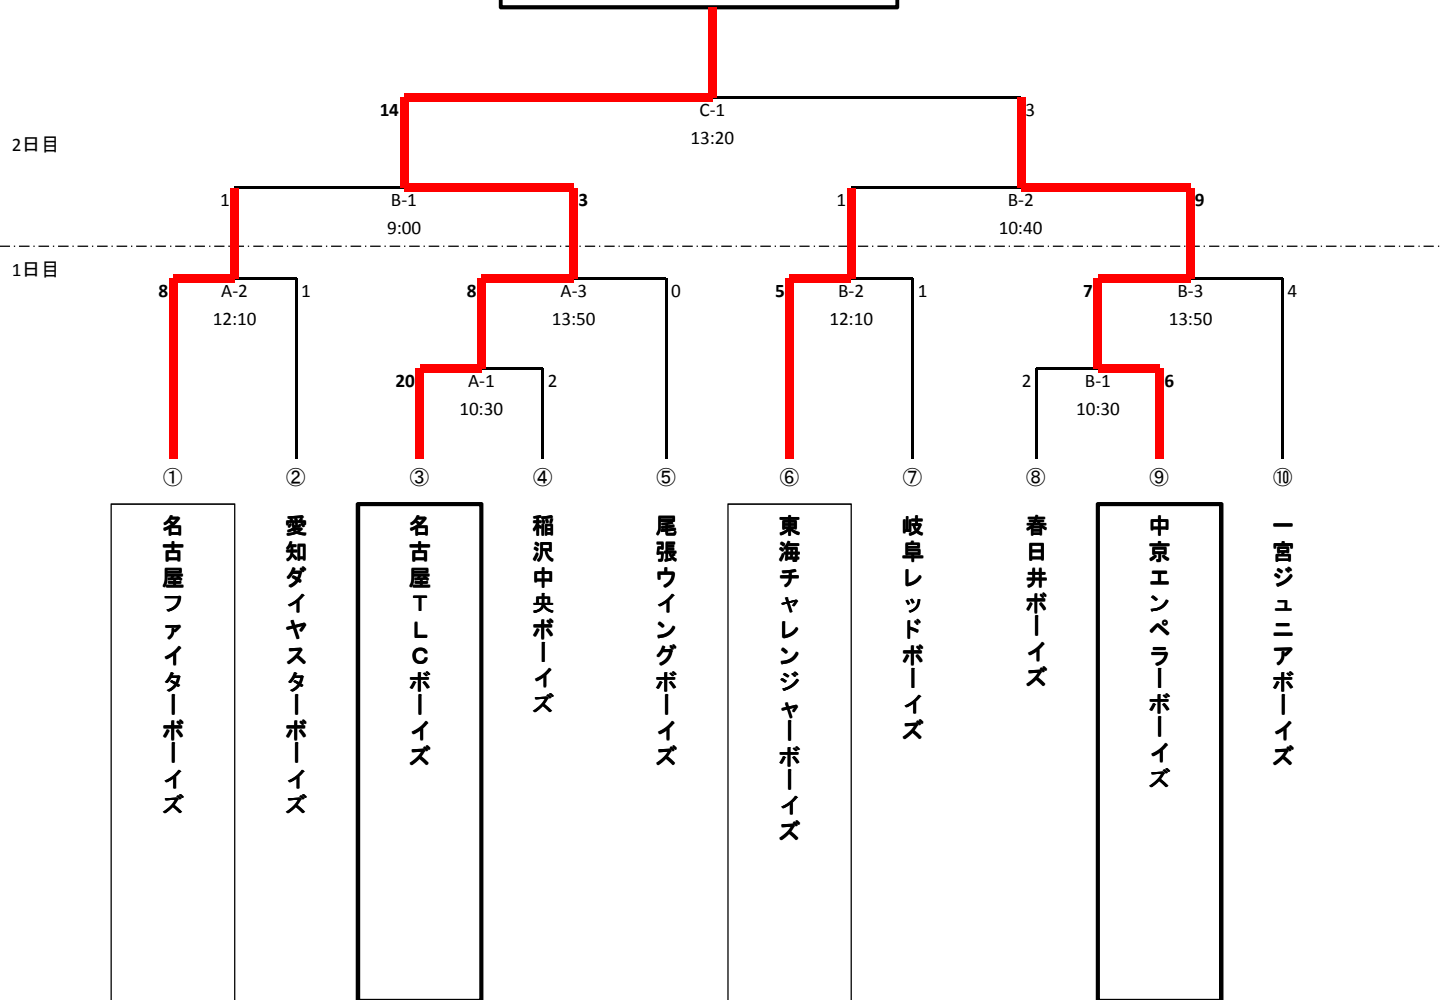 14
C-1
3
13:20
2日目
1
B-1
3
1
B-2
9
9:00
10:40
1日目
8
A-2
1
8
A-3
0
5
B-2
1
7
B-3
4
12:10
13:50
12:10
13:50
20
A-1
2
2
B-1
6
10:30
10:30
①
②
③
④
⑤
⑥
⑦
⑧
⑨
⑩
名古屋ファイターボーイズ
愛知ダイヤスターボーイズ
名古屋TLCボーイズ
稲沢中央ボーイズ
尾張ウイングボーイズ
東海チャレンジャーボーイズ
岐阜レッドボーイズ
春日井ボーイズ
中京エンペラーボーイズ
一宮ジュニアボーイズ